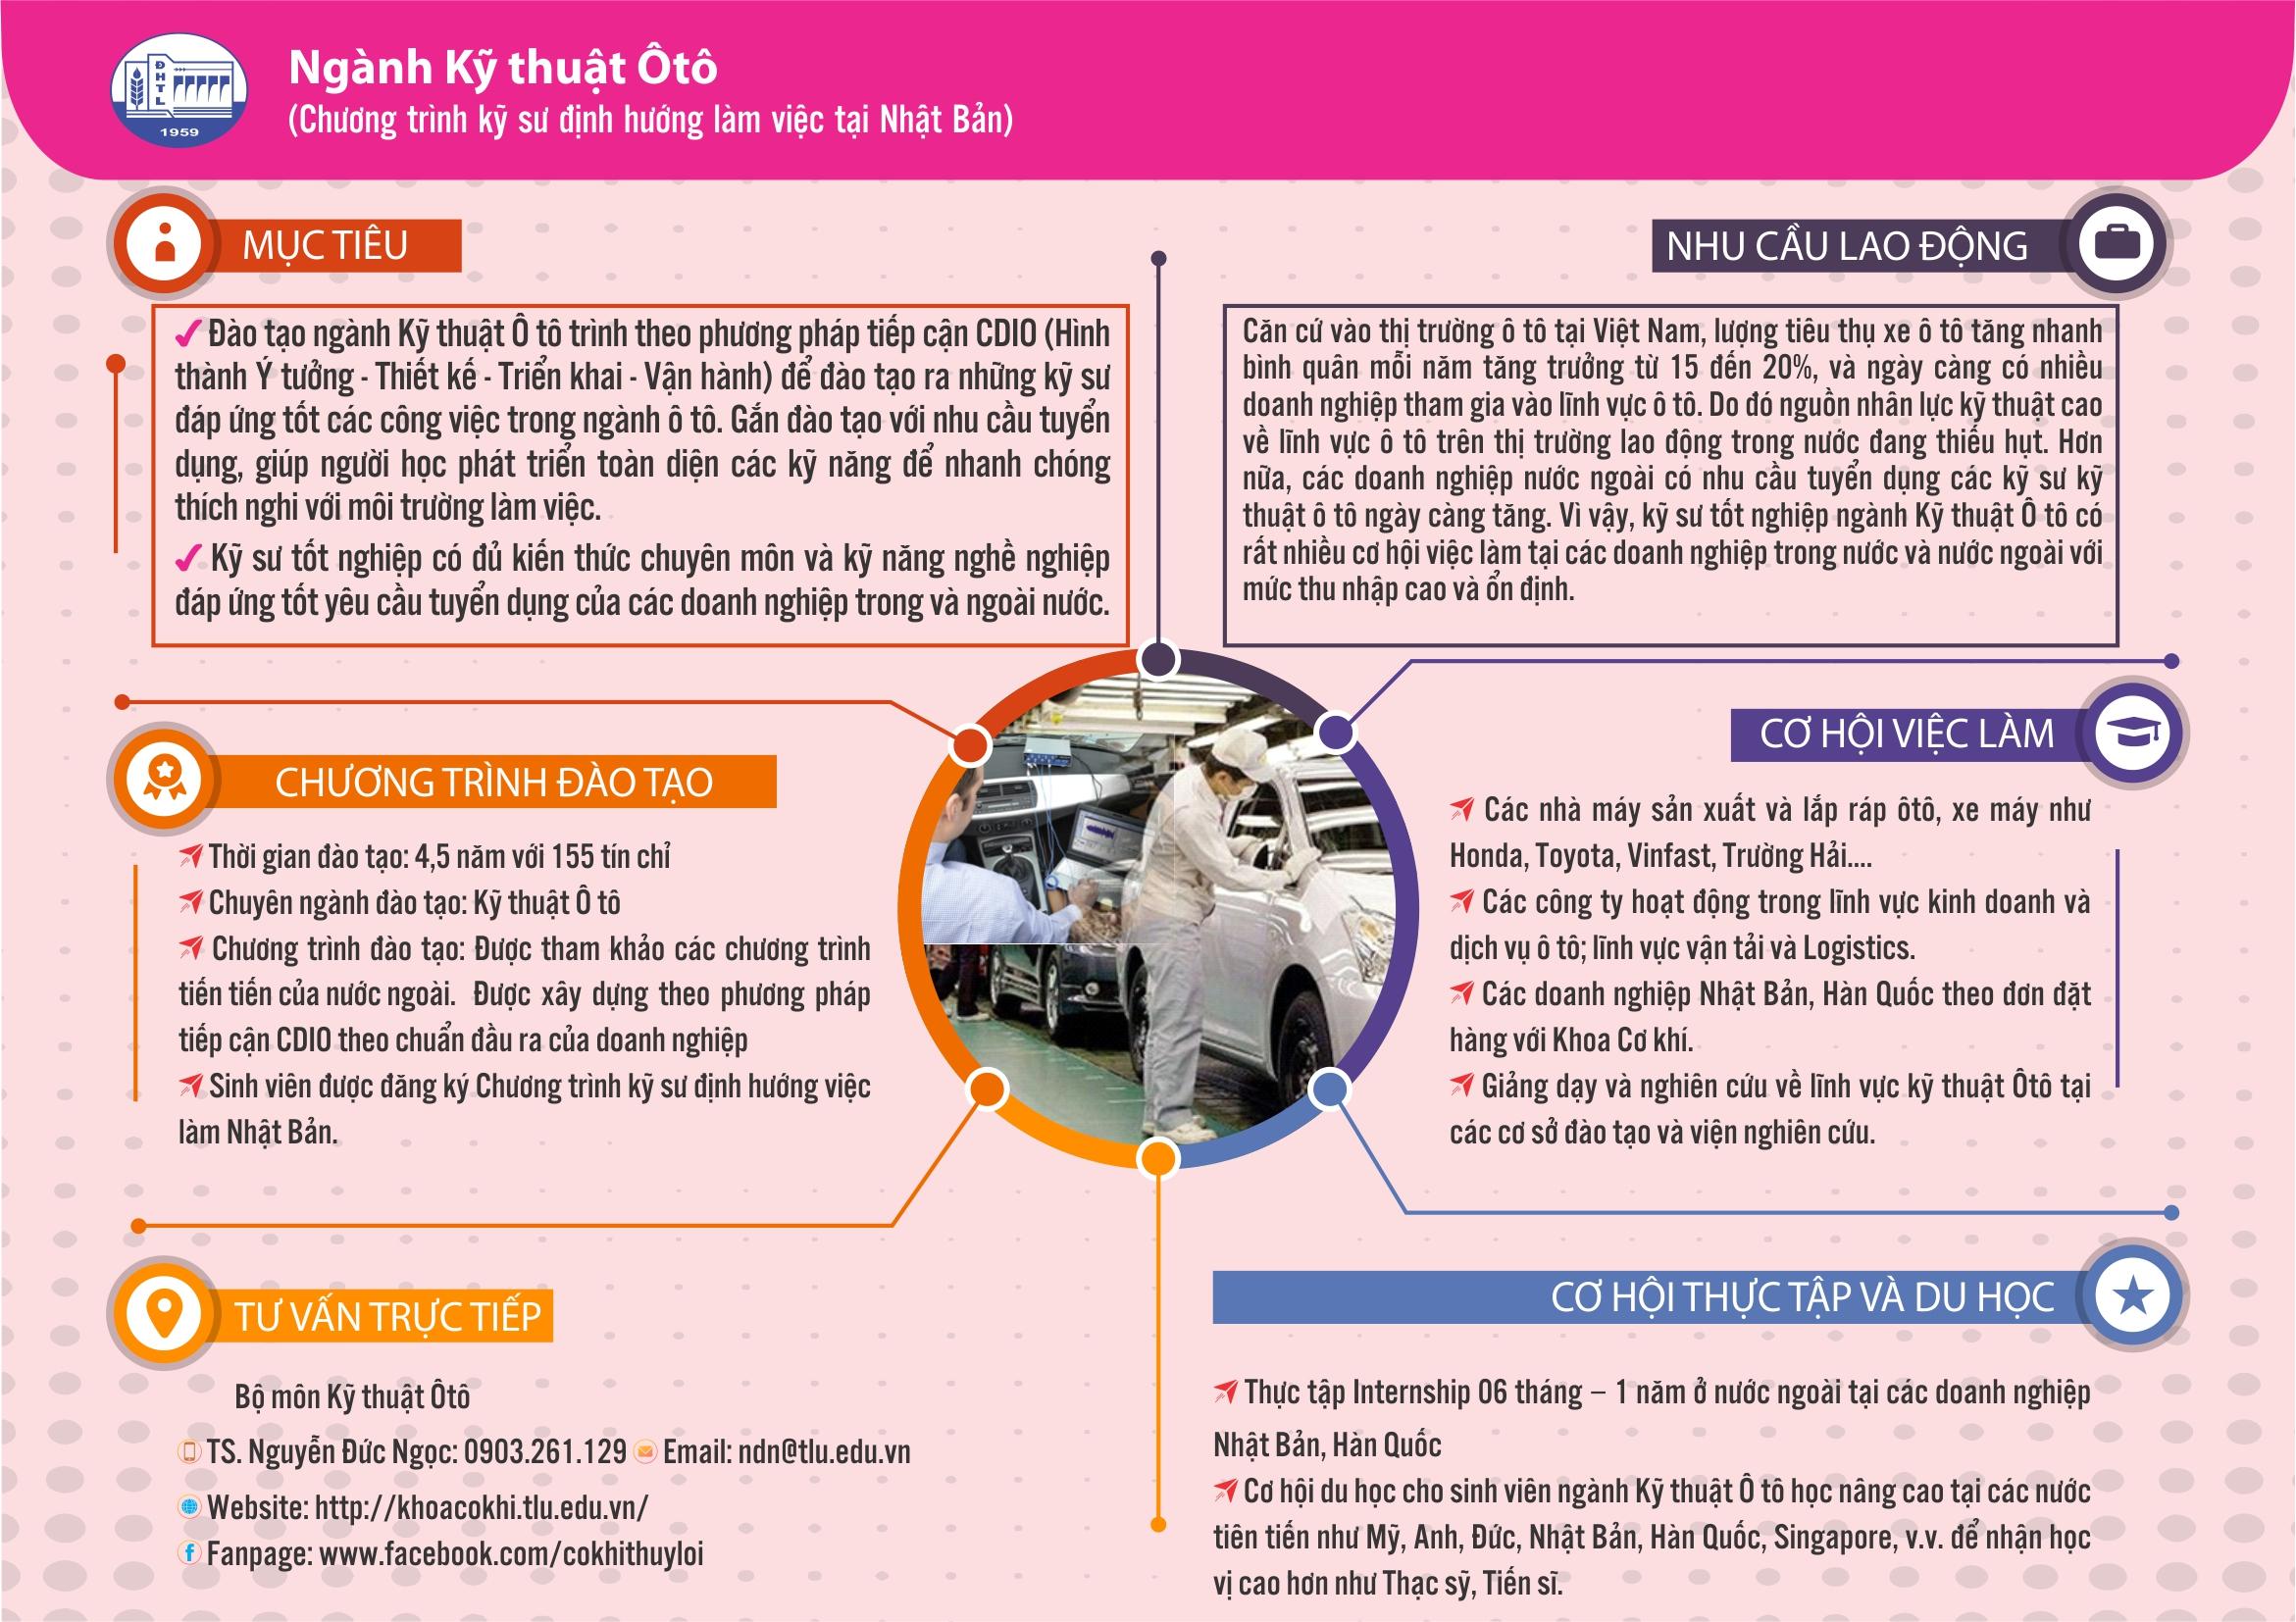 ĐHTL
1959
Ngành Kỹ thuật Ôtô
(Chương trình kỹ sư định hướng làm việc tại Nhật Bản)
MỤC TIÊU
Đào tạo ngành Kỹ thuật Ô tô trình theo phương pháp tiếp cận CDIO (Hình
thành Ý tưởng - Thiết kế - Triển khai - Vận hành) để đào tạo ra những kỹ sư
đáp ứng tốt các công việc trong ngành ô tô. Gắn đào tạo với nhu cầu tuyển
dụng, giúp người học phát triển toàn diện các kỹ năng để nhanh chóng
thích nghi với môi trường làm việc.
Kỹ sư tốt nghiệp có đủ kiến thức chuyên môn và kỹ năng nghề nghiệp
đáp ứng tốt yêu cầu tuyển dụng của các doanh nghiệp trong và ngoài nước.
NHU CẦU LAO ĐỘNG
Căn cứ vào thị trường ô tô tại Việt Nam, lượng tiêu thụ xe ô tô tăng nhanh
bình quân mỗi năm tăng trưởng từ 15 đến 20%, và ngày càng có nhiều
doanh nghiệp tham gia vào lĩnh vực ô tô. Do đó nguồn nhân lực kỹ thuật cao
về lĩnh vực ô tô trên thị trường lao động trong nước đang thiếu hụt. Hơn
nữa, các doanh nghiệp nước ngoài có nhu cầu tuyển dụng các kỹ sư kỹ
thuật ô tô ngày càng tăng. Vì vậy, kỹ sư tốt nghiệp ngành Kỹ thuật Ô tô có
rất nhiều cơ hội việc làm tại các doanh nghiệp trong nước và nước ngoài với
mức thu nhập cao và ổn định.
CHƯƠNG TRÌNH ĐÀO TẠO
Thời gian đào tạo: 4,5 năm với 155 tín chỉ
Chuyên ngành đào tạo: Kỹ thuật Ô tô
Chương trình đào tạo: Được tham khảo các chương trình
tiến tiến của nước ngoài. Được xây dựng theo phương pháp
tiếp cận CDIO theo chuẩn đầu ra của doanh nghiệp
Sinh viên được đăng ký Chương trình kỹ sư định hướng việc
làm Nhật Bản.
CƠ HỘI VIỆC LÀM
Các nhà máy sản xuất và lắp ráp ôtô, xe máy như
Honda, Toyota, Vinfast, Trường Hải....
Các công ty hoạt động trong lĩnh vực kinh doanh và
dịch vụ ô tô; lĩnh vực vận tải và Logistics.
Các doanh nghiệp Nhật Bản, Hàn Quốc theo đơn đặt
hàng với Khoa Cơ khí.
Giảng dạy và nghiên cứu về lĩnh vực kỹ thuật Ôtô tại
các cơ sở đào tạo và viện nghiên cứu.
TƯ VẤN TRỰC TIẾP
Bộ môn Kỹ thuật Ôtô
TS. Nguyễn Đức Ngọc: 0903.261.129 Email: ndn@tlu.edu.vn
Website: http://khoacokhi.tlu.edu.vn/
Fanpage: www.facebook.com/cokhithuyloi
CƠ HỘI THỰC TẬP VÀ DU HỌC
Thực tập Internship 06 tháng – 1 năm ở nước ngoài tại các doanh nghiệp
Nhật Bản, Hàn Quốc
Cơ hội du học cho sinh viên ngành Kỹ thuật Ô tô học nâng cao tại các nước
tiên tiến như Mỹ, Anh, Đức, Nhật Bản, Hàn Quốc, Singapore, v.v. để nhận học
vị cao hơn như Thạc sỹ, Tiến sĩ.